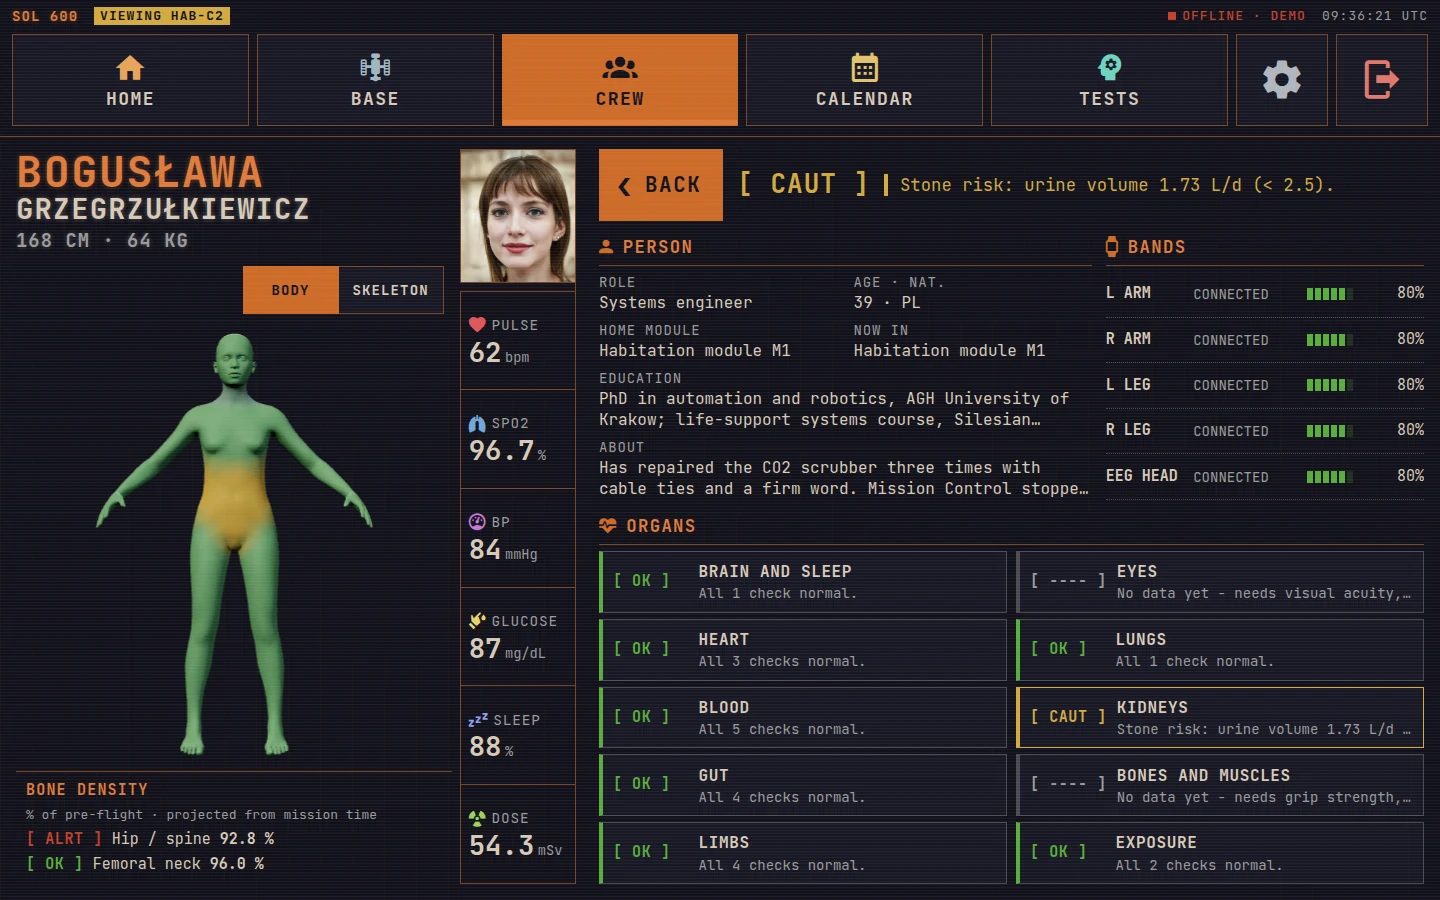 SOL 600 VIEWING HAB-C2 OFFLINE · DEMO 09:36:21 UTC
HOME BASE CREW CALENDAR TESTS
BOGUSŁAWA
GRZEGRZUŁKIEWICZ
168 CM · 64 KG
BODY SKELETON
BONE DENSITY
% of pre-flight · projected from mission time
[ ALRT ] Hip / spine 92.8 %
[ OK ] Femoral neck 96.0 %
PULSE
62 bpm
SPO2
96.7 %
BP
84 mmHg
GLUCOSE
87 mg/dL
zzz SLEEP
88 %
DOSE
54.3 mSv
‹ BACK [ CAUT ] Stone risk: urine volume 1.73 L/d (< 2.5).
PERSON
ROLE AGE · NAT.
Systems engineer 39 · PL
HOME MODULE NOW IN
Habitation module M1 Habitation module M1
EDUCATION
PhD in automation and robotics, AGH University of
Krakow; life-support systems course, Silesian…
ABOUT
Has repaired the CO2 scrubber three times with
cable ties and a firm word. Mission Control stoppe…
BANDS
L ARM CONNECTED 80%
R ARM CONNECTED 80%
L LEG CONNECTED 80%
R LEG CONNECTED 80%
EEG HEAD CONNECTED 80%
ORGANS
[ OK ] BRAIN AND SLEEP
All 1 check normal.
[ ---- ] EYES
No data yet - needs visual acuity,…
[ OK ] HEART
All 3 checks normal.
[ OK ] LUNGS
All 1 check normal.
[ OK ] BLOOD
All 5 checks normal.
[ CAUT ] KIDNEYS
Stone risk: urine volume 1.73 L/d …
[ OK ] GUT
All 4 checks normal.
[ ---- ] BONES AND MUSCLES
No data yet - needs grip strength,…
[ OK ] LIMBS
All 4 checks normal.
[ OK ] EXPOSURE
All 2 checks normal.